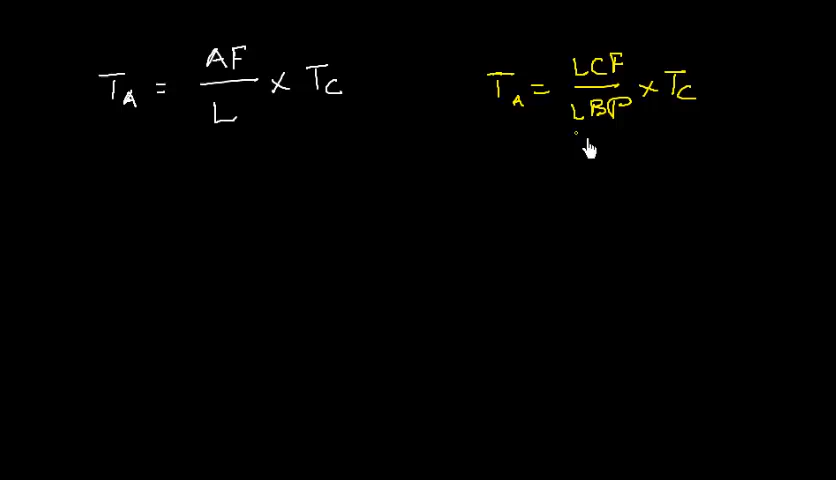 T_A = AF/L × T_C
T_A = LCF/LBP × T_C